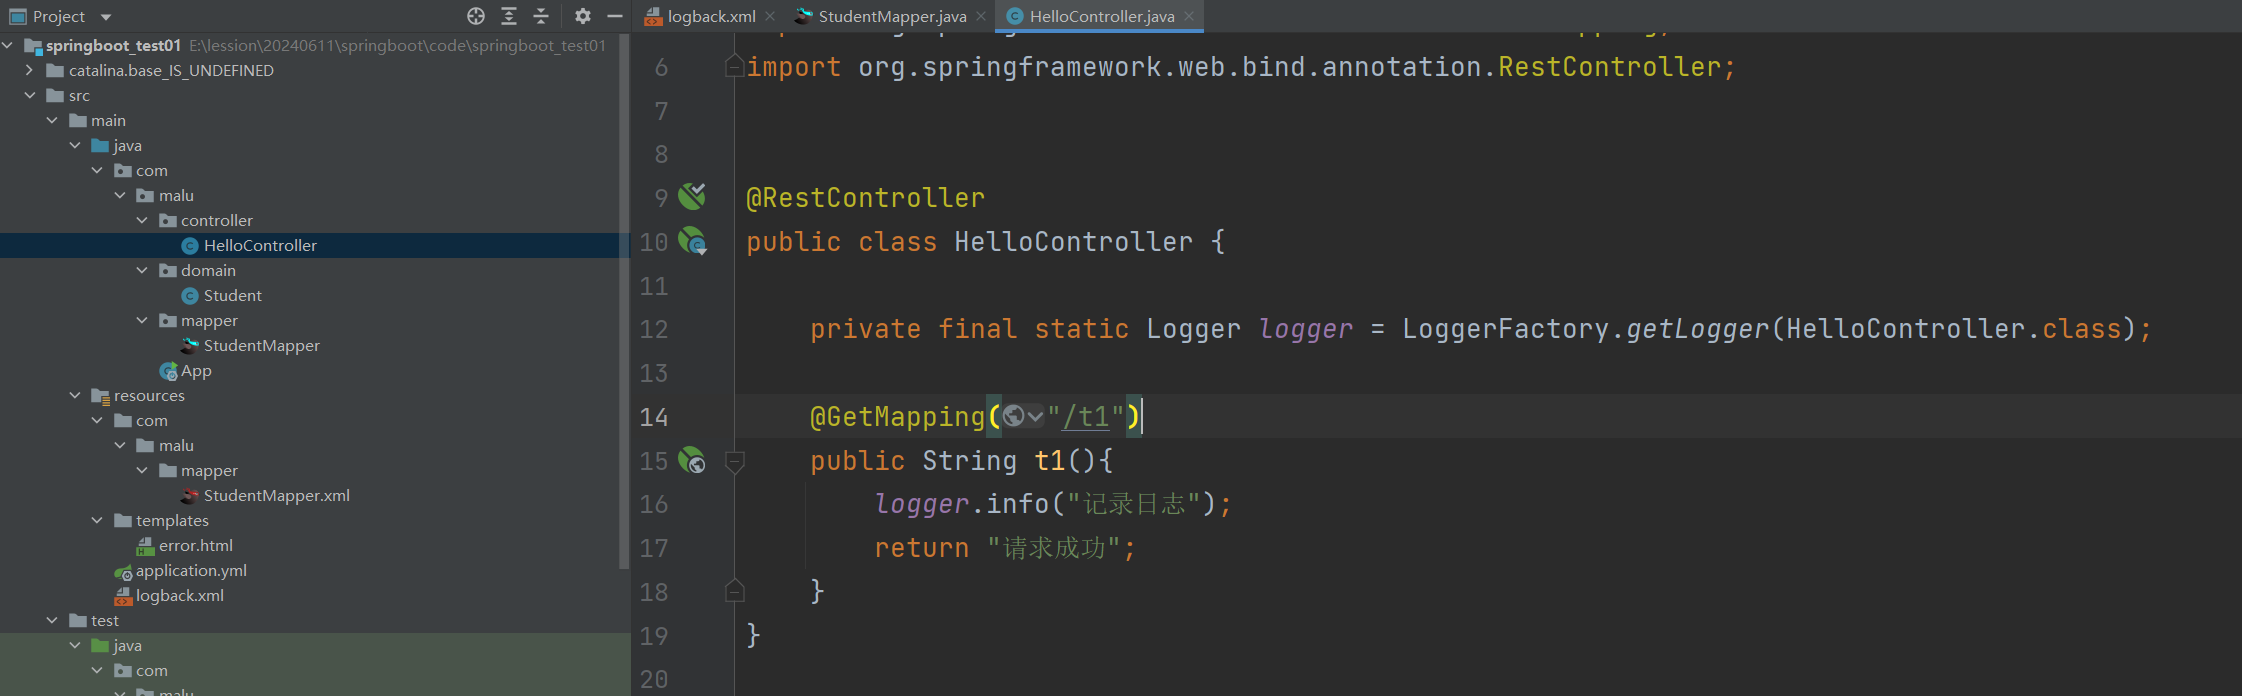 Project
springboot_test01 E:\lession\20240611\springboot\code\springboot_test01
catalina.base_IS_UNDEFINED
src
main
java
com
malu
controller
HelloController
domain
Student
mapper
StudentMapper
App
resources
com
malu
mapper
StudentMapper.xml
templates
error.html
application.yml
logback.xml
test
java
com
malu
logback.xml StudentMapper.java HelloController.java
6 import org.springframework.web.bind.annotation.RestController;
7
8
9 @RestController
10 public class HelloController {
11
12 private final static Logger logger = LoggerFactory.getLogger(HelloController.class);
13
14 @GetMapping("/t1")
15 public String t1(){
16 logger.info("记录日志");
17 return "请求成功";
18 }
19 }
20